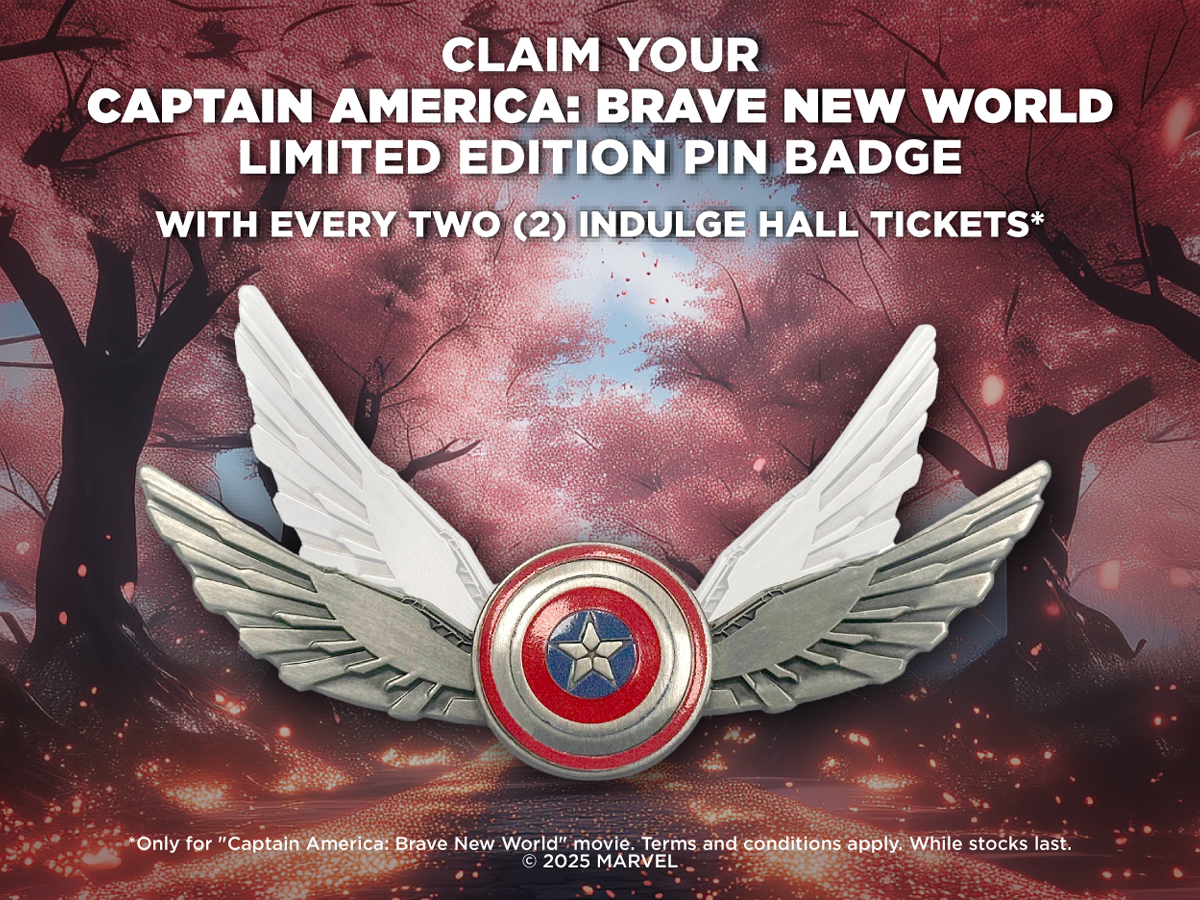 CLAIM YOUR
CAPTAIN AMERICA: BRAVE NEW WORLD
LIMITED EDITION PIN BADGE
WITH EVERY TWO (2) INDULGE HALL TICKETS*
*Only for "Captain America: Brave New World" movie. Terms and conditions apply. While stocks last.
© 2025 MARVEL